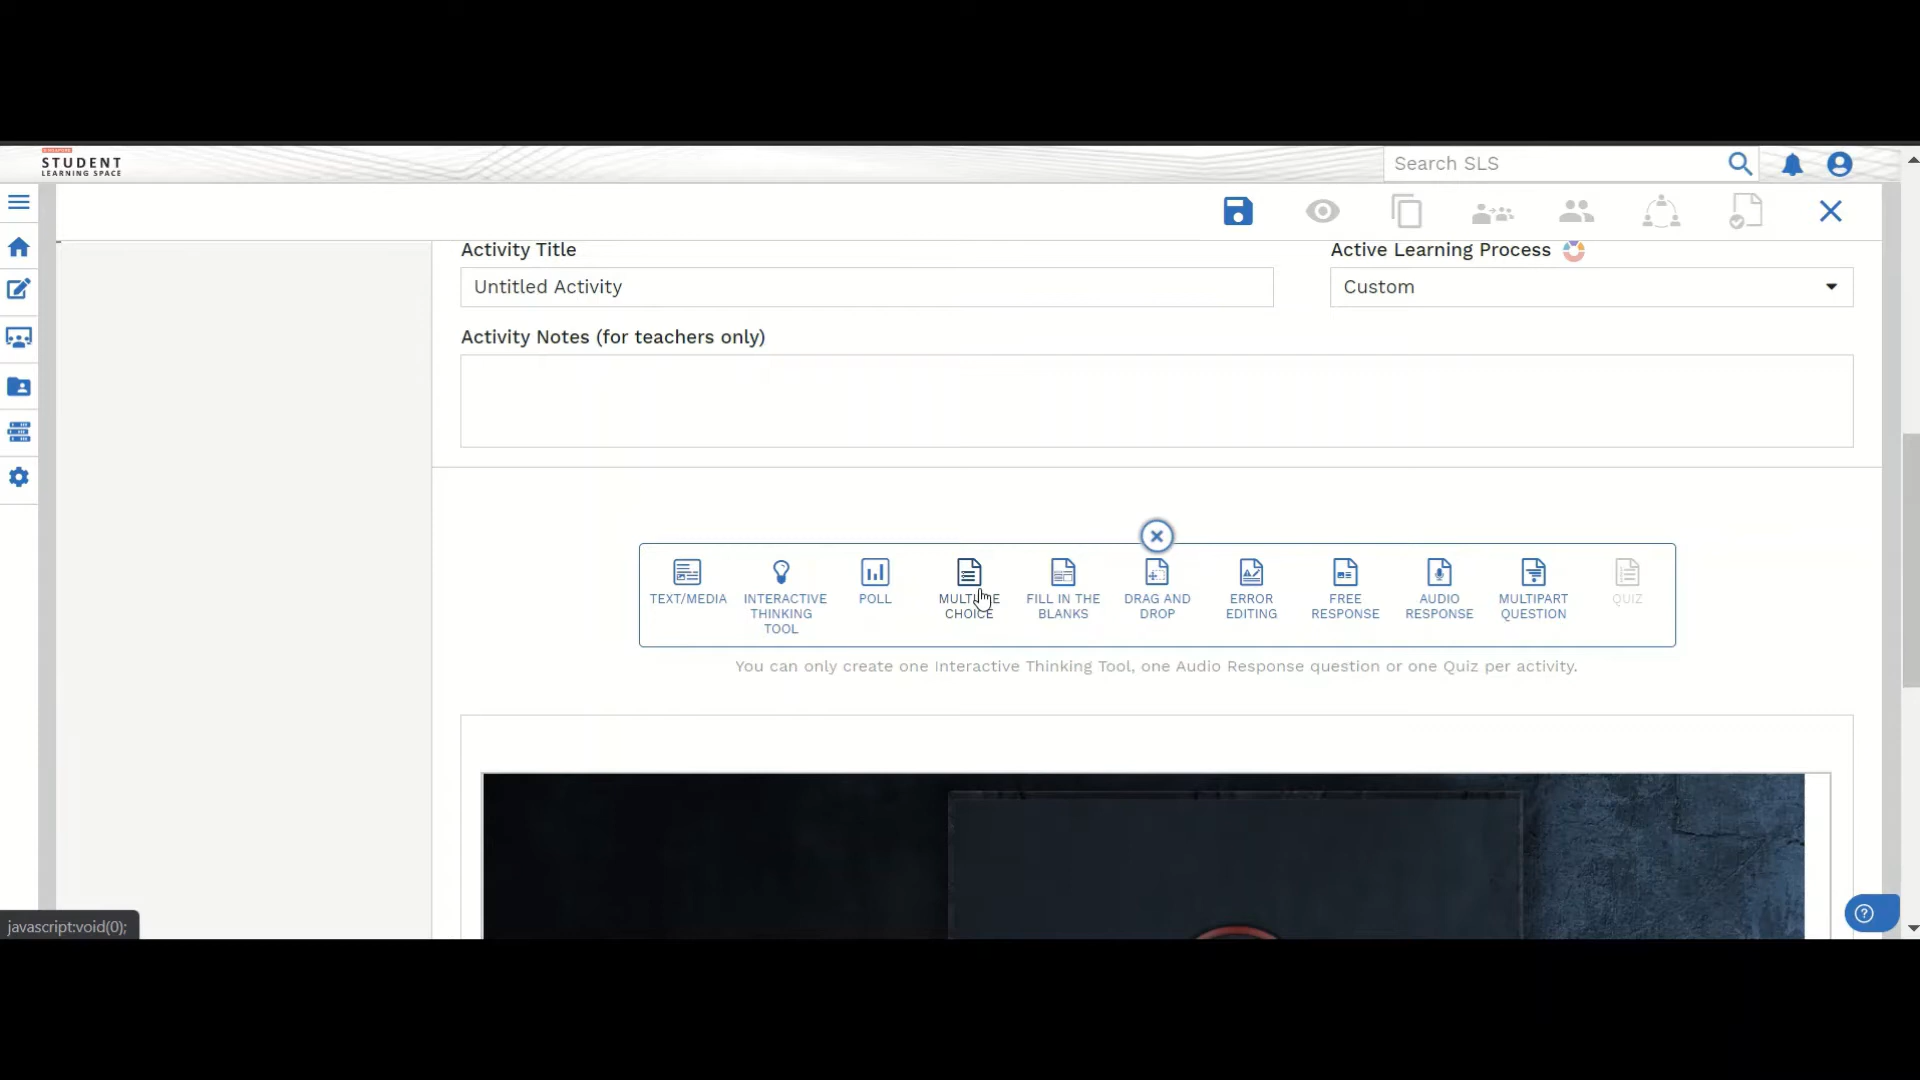 SINGAPORE
STUDENT
LEARNING SPACE
Search SLS
Activity Title
Active Learning Process
Untitled Activity
Custom
Activity Notes (for teachers only)
TEXT/MEDIA
INTERACTIVE
THINKING
TOOL
POLL
MULTIPLE
CHOICE
FILL IN THE
BLANKS
DRAG AND
DROP
ERROR
EDITING
FREE
RESPONSE
AUDIO
RESPONSE
MULTIPART
QUESTION
QUIZ
You can only create one Interactive Thinking Tool, one Audio Response question or one Quiz per activity.
javascript:void(0);